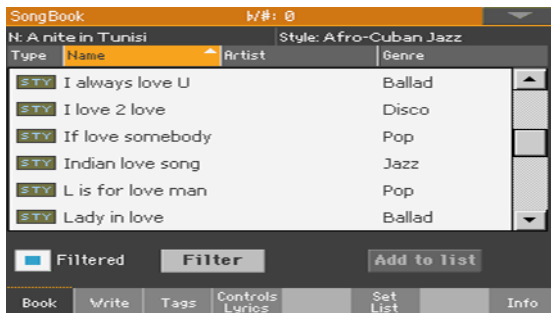 SongBook ♭/#: 0
N: A nite in Tunisi Style: Afro-Cuban Jazz
Type Name Artist Genre
STY I always love U Ballad
STY I love 2 love Disco
STY If love somebody Pop
STY Indian love song Jazz
STY L is for love man Pop
STY Lady in love Ballad
Filtered Filter Add to list
Book Write Tags Controls Lyrics Set List Info